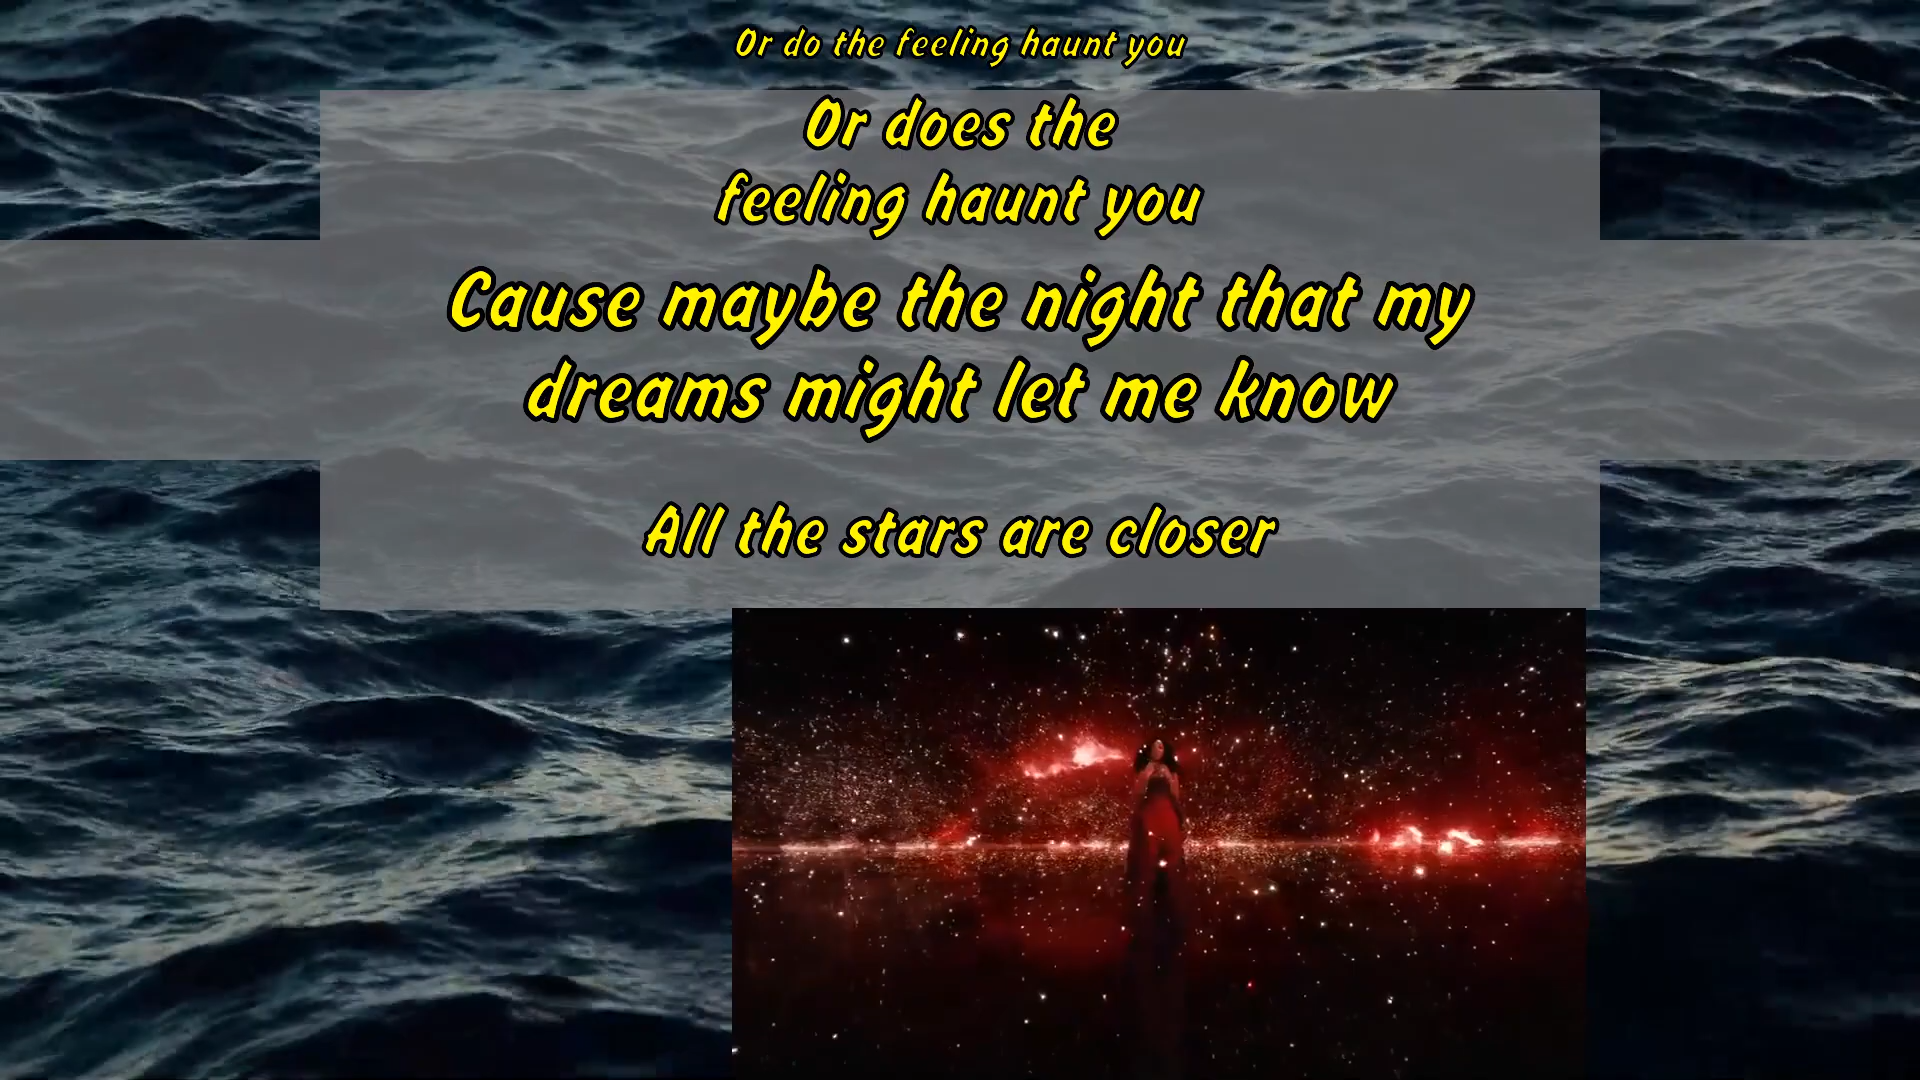 Or do the feeling haunt you
Or does the
feeling haunt you
Cause maybe the night that my
dreams might let me know
All the stars are closer